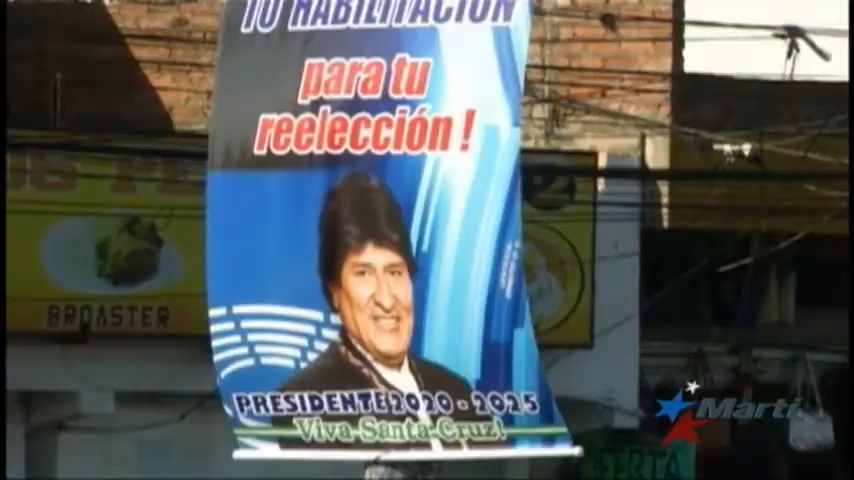 TU HABILITACIÓN
para tu
reelección!
BROASTER
PRESIDENTE 2020 - 2025
Viva-Santa-Cruz!
Martí